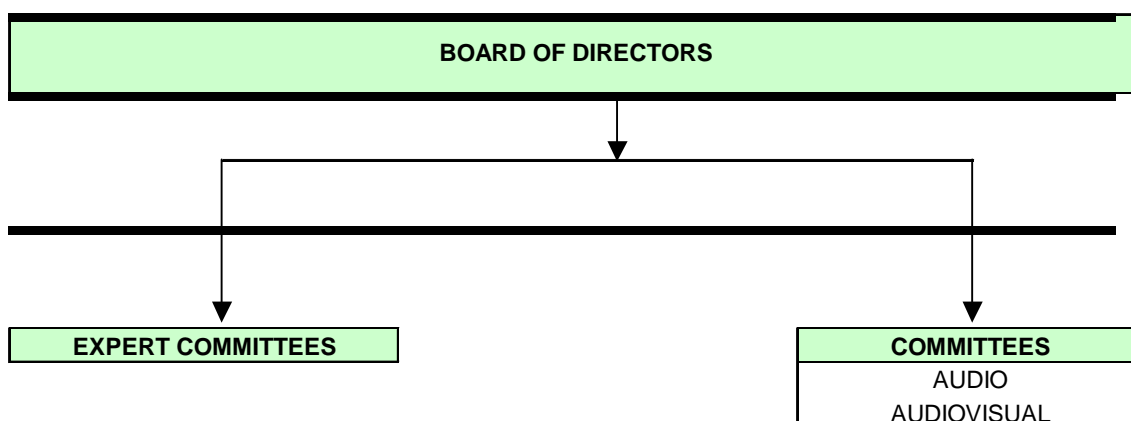 BOARD OF DIRECTORS
EXPERT COMMITTEES
COMMITTEES
AUDIO
AUDIOVISUAL